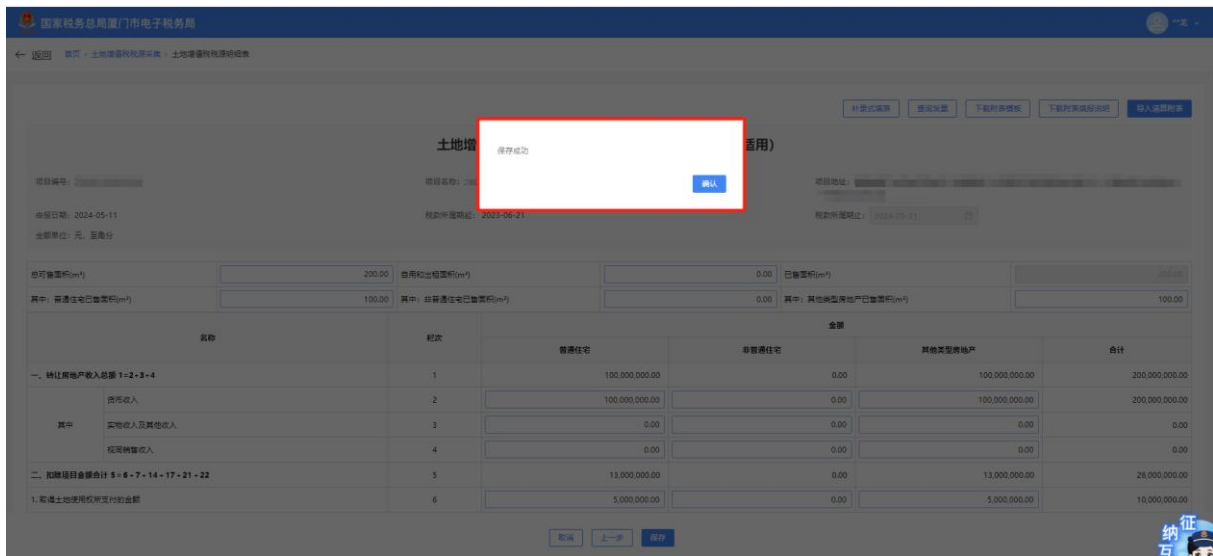 国家税务总局厦门市电子税务局
**龙
← 返回 首页 / 土地增值税税源采集 / 土地增值税税源明细表
补录式填表 查阅发票 下载附表模板 下载附表填报说明 导入清算附表
土地增
适用)
保存成功
确认
项目编号:
项目名称:
项目地址:
申报日期: 2024-05-11
税款所属期起: 2023-06-21
税款所属期止:
金额单位: 元, 至角分
总可售面积(m²) 200.00 自用和出租面积(m²) 0.00 已售面积(m²) 200.00
其中: 普通住宅已售面积(m²) 100.00 其中: 非普通住宅已售面积(m²) 0.00 其中: 其他类型房地产已售面积(m²) 100.00
名称 栏次 金额
普通住宅 非普通住宅 其他类型房地产 合计
一、转让房地产收入总额 1=2+3+4 1 100,000,000.00 0.00 100,000,000.00 200,000,000.00
其中 货币收入 2 100,000,000.00 0.00 100,000,000.00 200,000,000.00
实物收入及其他收入 3 0.00 0.00 0.00 0.00
视同销售收入 4 0.00 0.00 0.00 0.00
二、扣除项目金额合计 5=6+7+14+17+21+22 5 13,000,000.00 0.00 13,000,000.00 26,000,000.00
1.取得土地使用权所支付的金额 6 5,000,000.00 0.00 5,000,000.00 10,000,000.00
取消 上一步 保存
征
纳
互